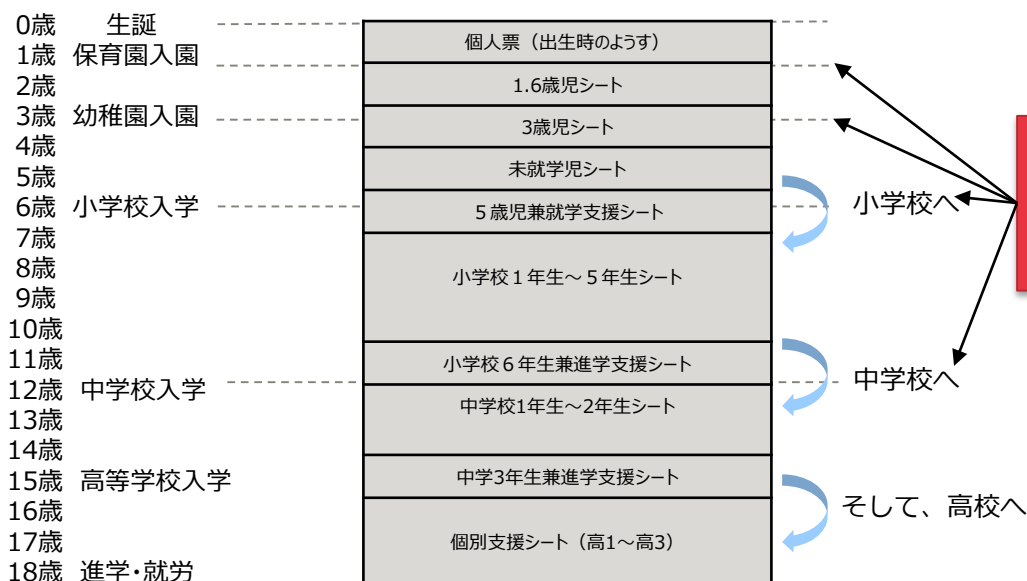 0歳 生誕
1歳 保育園入園
2歳
3歳 幼稚園入園
4歳
5歳
6歳 小学校入学
7歳
8歳
9歳
10歳
11歳
12歳 中学校入学
13歳
14歳
15歳 高等学校入学
16歳
17歳
18歳 進学・就労
個人票（出生時のようす）
1.6歳児シート
3歳児シート
未就学児シート
５歳児兼就学支援シート
小学校１年生～５年生シート
小学校６年生兼進学支援シート
中学校1年生～2年生シート
中学3年生兼進学支援シート
個別支援シート（高1～高3）
小学校へ
中学校へ
そして、高校へ